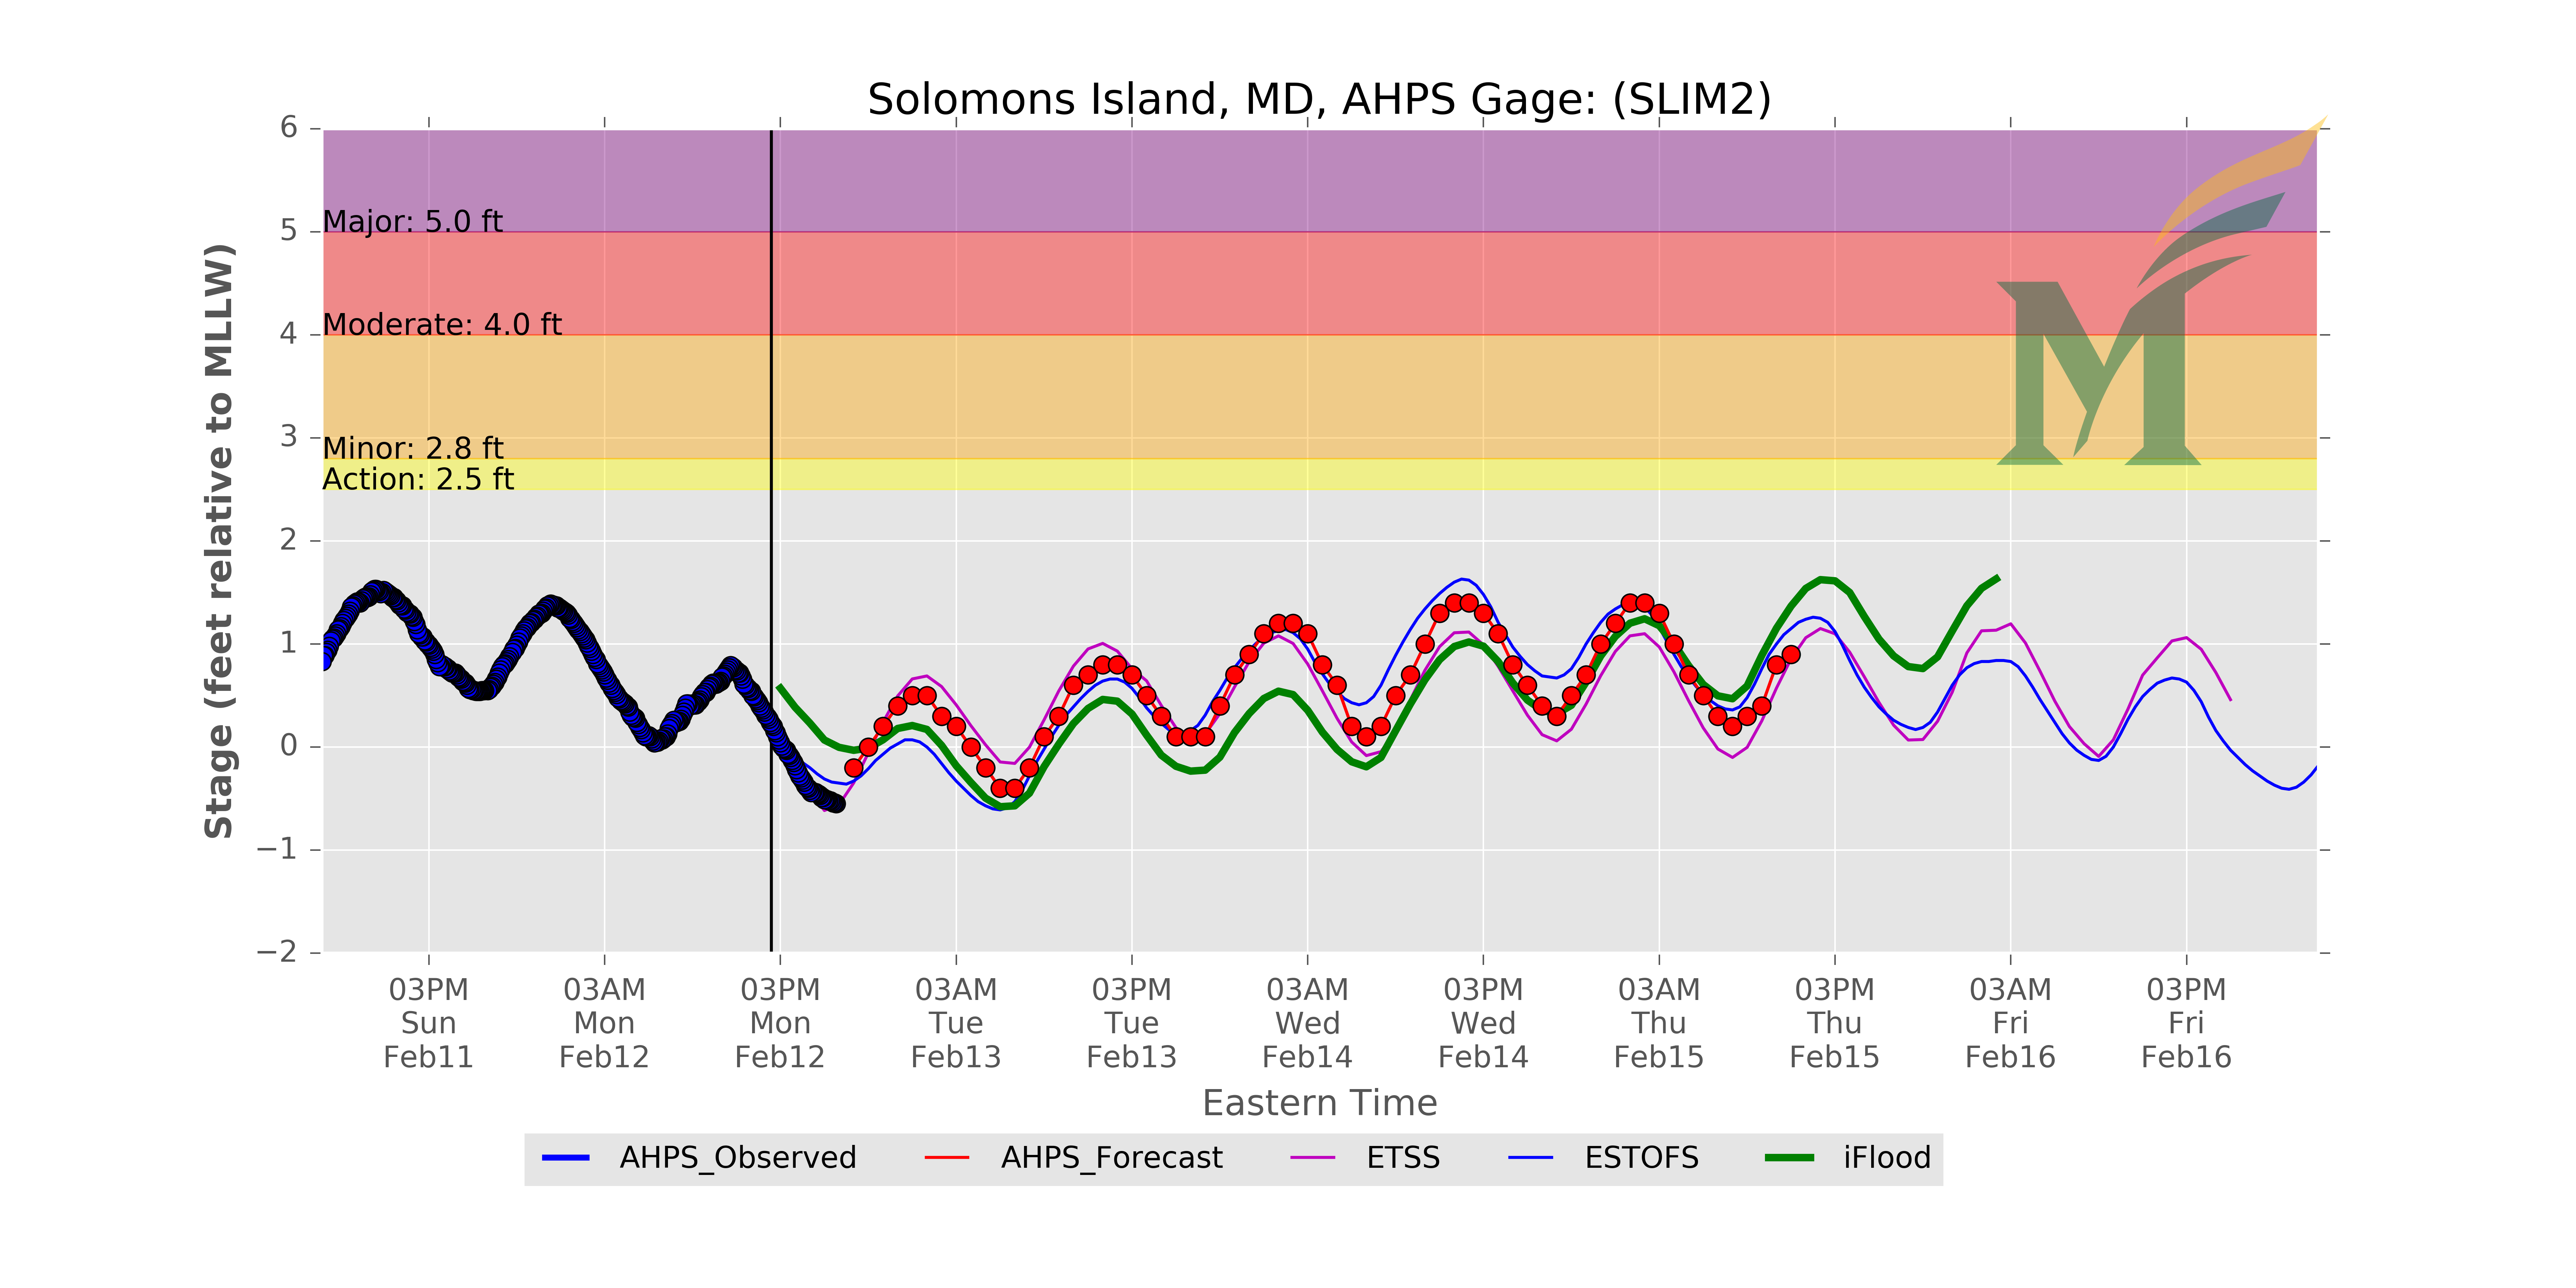 Solomons Island, MD, AHPS Gage: (SLIM2)
Stage (feet relative to MLLW)
6
5
4
3
2
1
0
−1
−2
Major: 5.0 ft
Moderate: 4.0 ft
Minor: 2.8 ft
Action: 2.5 ft
M
03PM 03AM 03PM 03AM 03PM 03AM 03PM 03AM 03PM 03AM 03PM
Sun Mon Mon Tue Tue Wed Wed Thu Thu Fri Fri
Feb11 Feb12 Feb12 Feb13 Feb13 Feb14 Feb14 Feb15 Feb15 Feb16 Feb16
Eastern Time
AHPS_Observed AHPS_Forecast ETSS ESTOFS iFlood